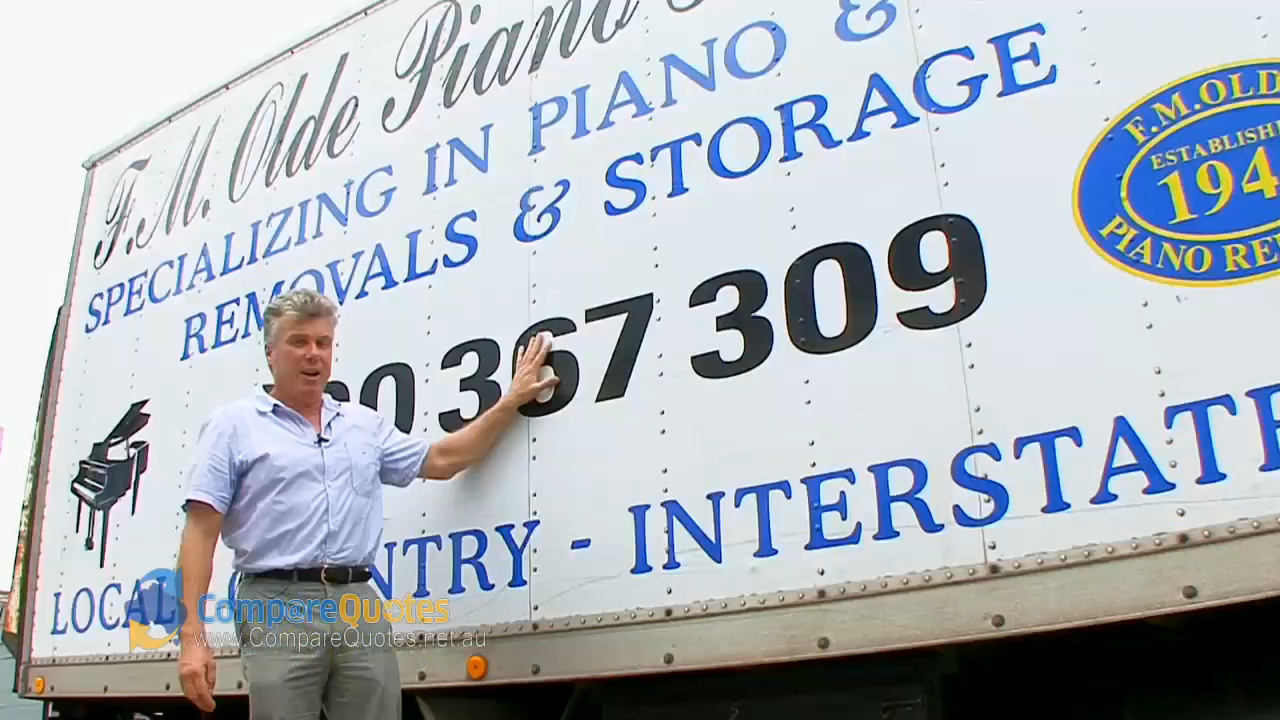 F.M. Olde Piano
SPECIALIZING IN PIANO &
REMOVALS & STORAGE
367 309
LOCAL - INTERSTATE
F.M.OLD
ESTABLISH
194
PIANO RE
CompareQuotes
www.CompareQuotes.net.au